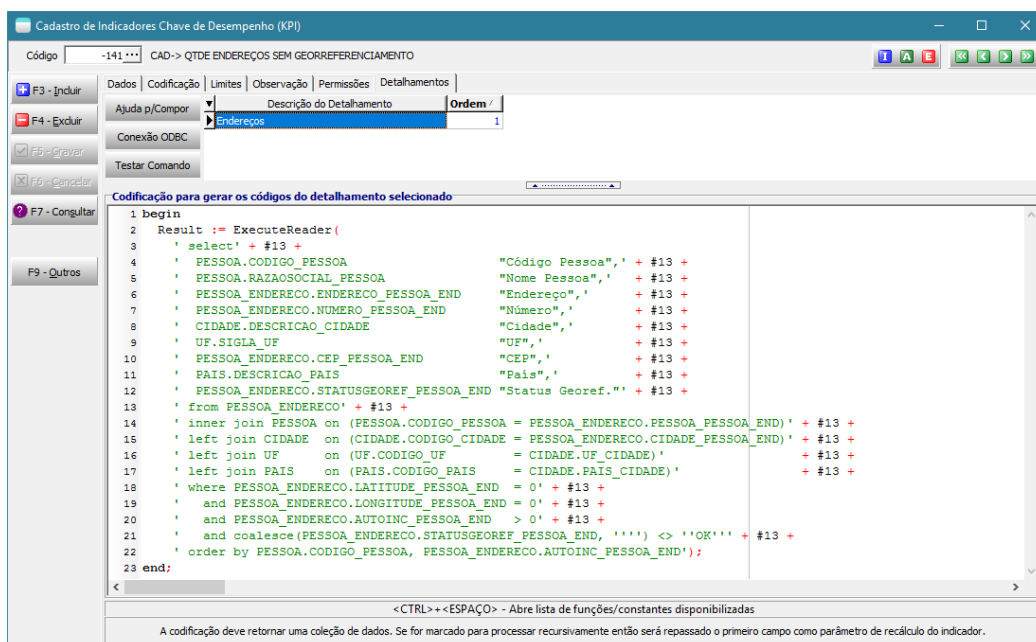 Cadastro de Indicadores Chave de Desempenho (KPI)
Código -141 ··· CAD-> QTDE ENDEREÇOS SEM GEORREFERENCIAMENTO
I A E
F3 - Incluir
F4 - Excluir
F5 - Gravar
F6 - Cancelar
F7 - Consultar
F9 - Outros
Dados Codificação Limites Observação Permissões Detalhamentos
Ajuda p/Compor
Conexão ODBC
Testar Comando
Descrição do Detalhamento Ordem
Endereços 1
Codificação para gerar os códigos do detalhamento selecionado
1 begin
2 Result := ExecuteReader(
3 ' select' + #13 +
4 ' PESSOA.CODIGO_PESSOA "Código Pessoa",' + #13 +
5 ' PESSOA.RAZAOSOCIAL_PESSOA "Nome Pessoa",' + #13 +
6 ' PESSOA_ENDERECO.ENDERECO_PESSOA_END "Endereço",' + #13 +
7 ' PESSOA_ENDERECO.NUMERO_PESSOA_END "Número",' + #13 +
8 ' CIDADE.DESCRICAO_CIDADE "Cidade",' + #13 +
9 ' UF.SIGLA_UF "UF",' + #13 +
10 ' PESSOA_ENDERECO.CEP_PESSOA_END "CEP",' + #13 +
11 ' PAIS.DESCRICAO_PAIS "País",' + #13 +
12 ' PESSOA_ENDERECO.STATUSGEOREF_PESSOA_END "Status Georef."' + #13 +
13 ' from PESSOA_ENDERECO' + #13 +
14 ' inner join PESSOA on (PESSOA.CODIGO_PESSOA = PESSOA_ENDERECO.PESSOA_PESSOA_END)' + #13 +
15 ' left join CIDADE on (CIDADE.CODIGO_CIDADE = PESSOA_ENDERECO.CIDADE_PESSOA_END)' + #13 +
16 ' left join UF on (UF.CODIGO_UF = CIDADE.UF_CIDADE)' + #13 +
17 ' left join PAIS on (PAIS.CODIGO_PAIS = CIDADE.PAIS_CIDADE)' + #13 +
18 ' where PESSOA_ENDERECO.LATITUDE_PESSOA_END = 0' + #13 +
19 ' and PESSOA_ENDERECO.LONGITUDE_PESSOA_END = 0' + #13 +
20 ' and PESSOA_ENDERECO.AUTOINC_PESSOA_END > 0' + #13 +
21 ' and coalesce(PESSOA_ENDERECO.STATUSGEOREF_PESSOA_END, '''') <> ''OK''' + #13 +
22 ' order by PESSOA.CODIGO_PESSOA, PESSOA_ENDERECO.AUTOINC_PESSOA_END');
23 end;
<CTRL>+<ESPAÇO> - Abre lista de funções/constantes disponibilizadas
A codificação deve retornar uma coleção de dados. Se for marcado para processar recursivamente então será repassado o primeiro campo como parâmetro de recálculo do indicador.